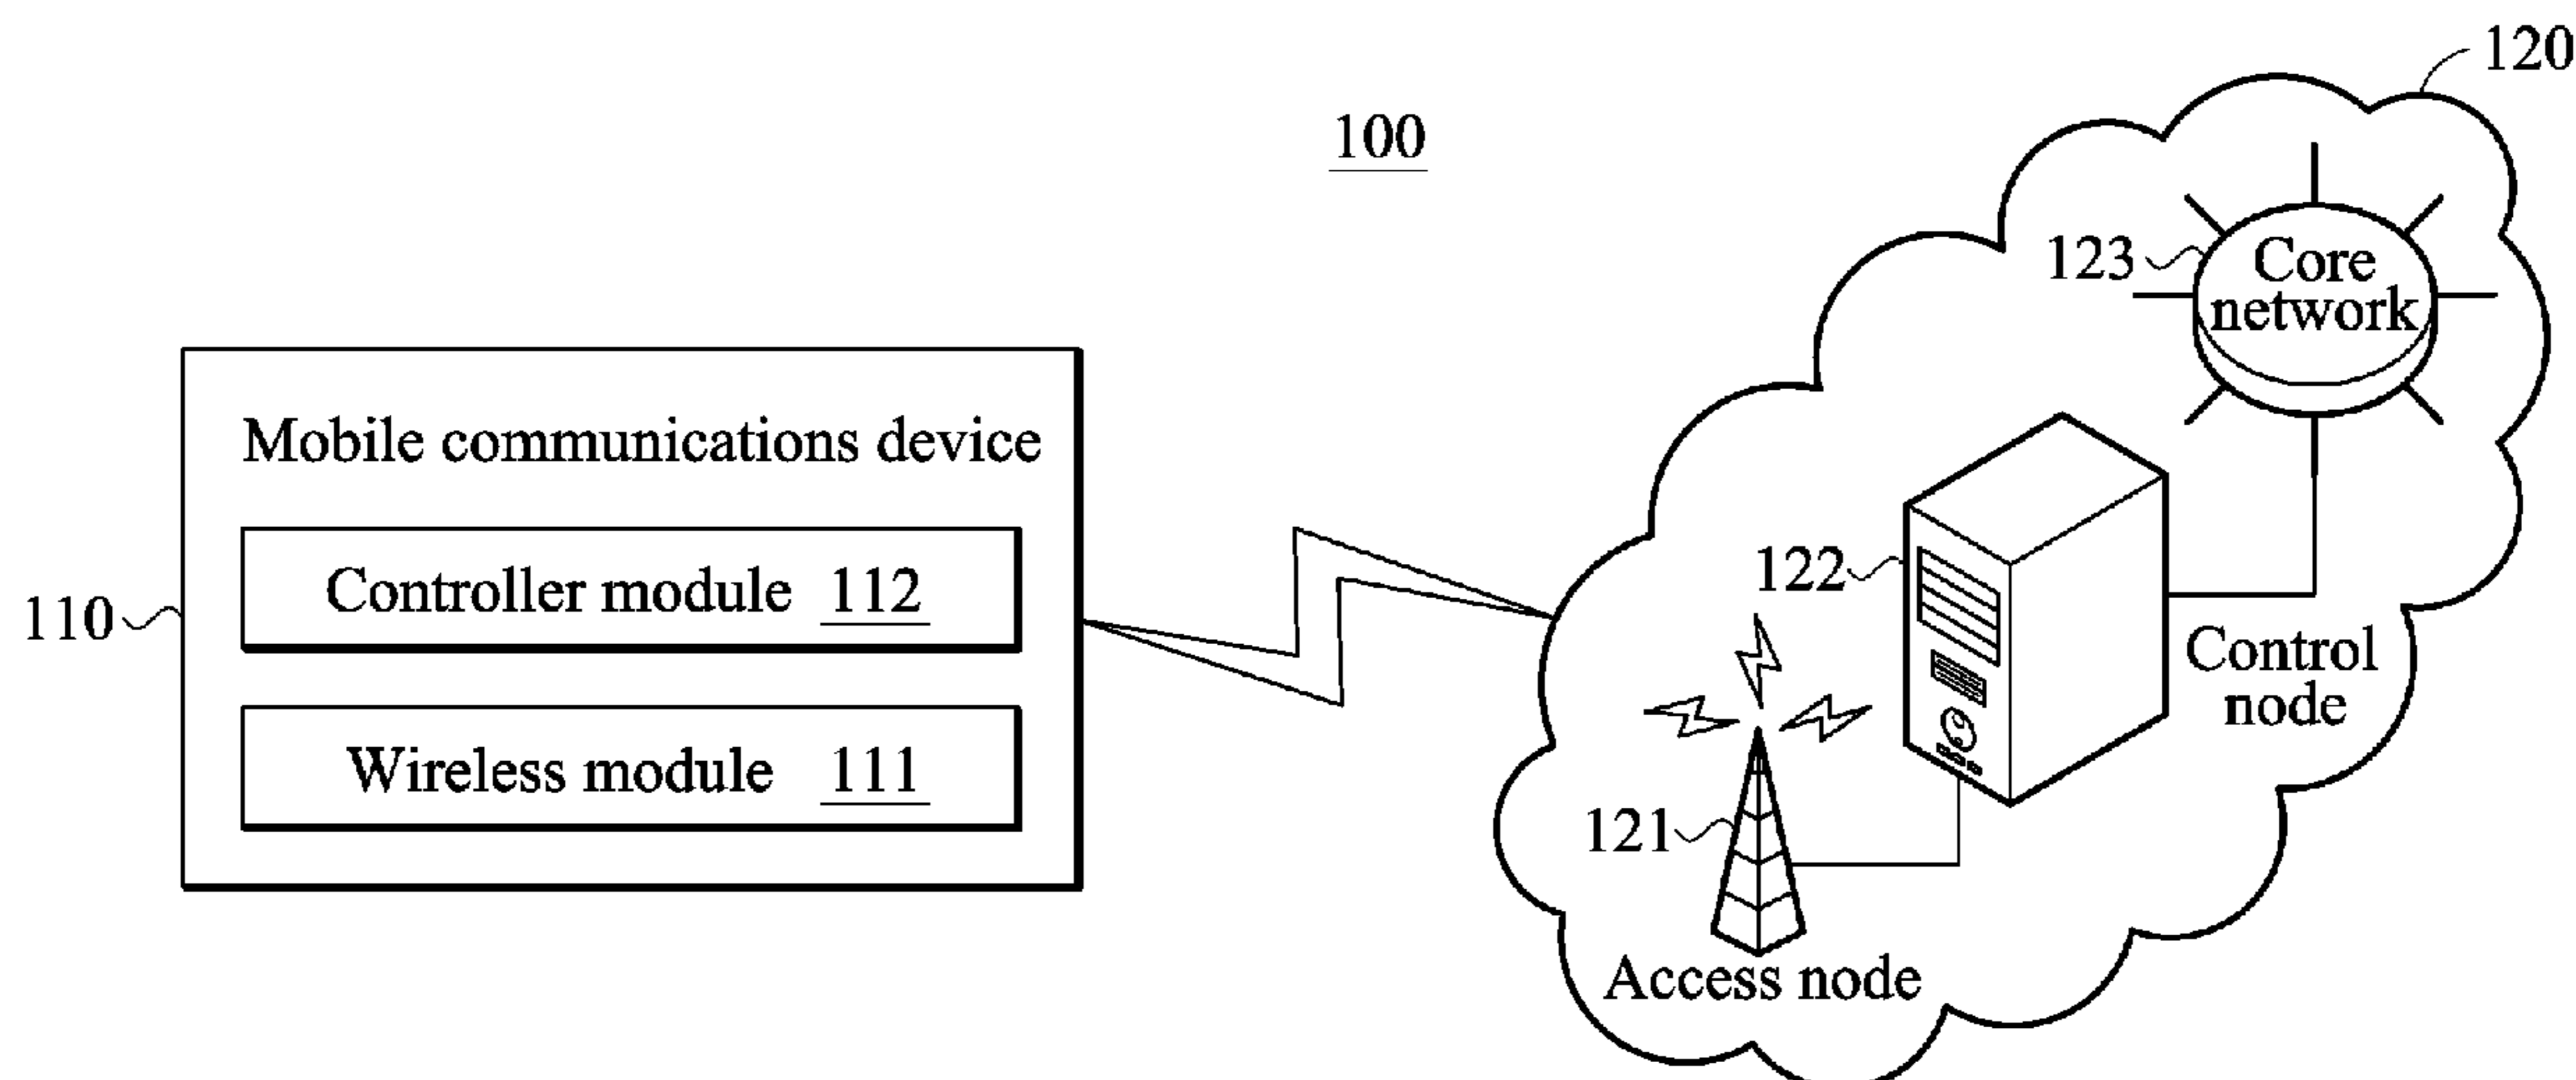 100
120
123
Core
network
Mobile communications device
Controller module 112
110
Wireless module 111
122
Control
node
121
Access node